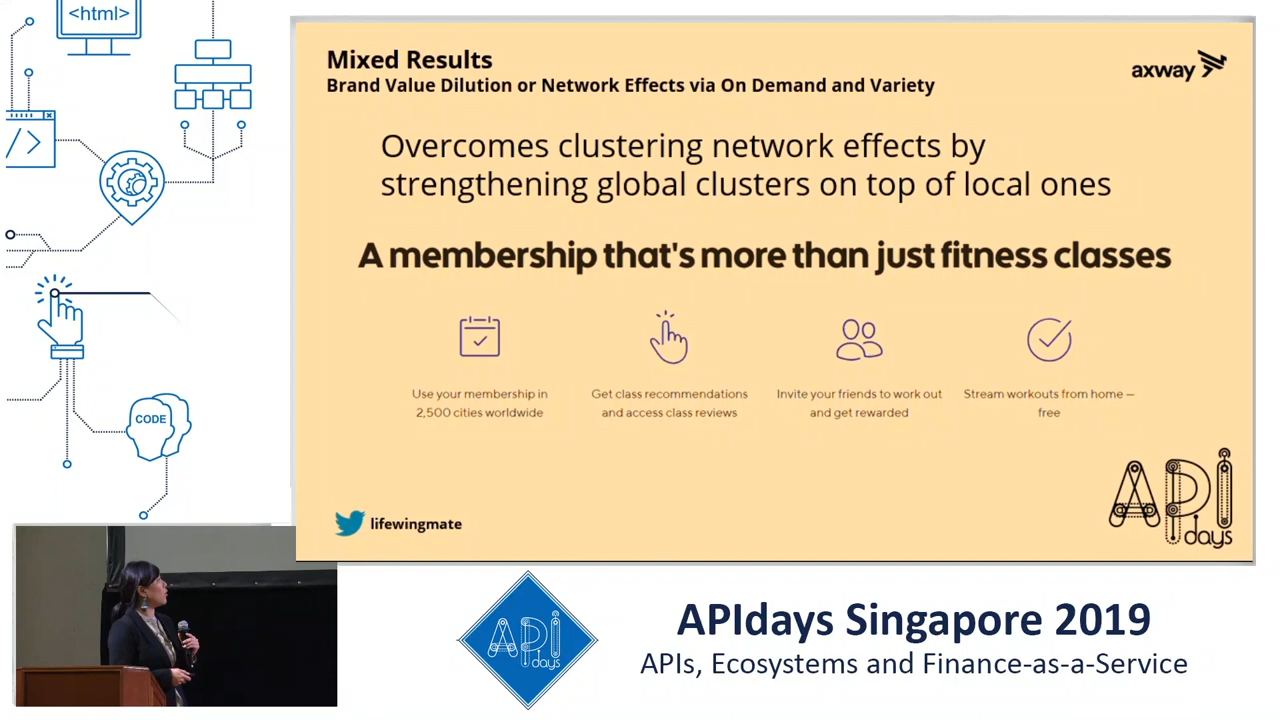 <html>
</>
CODE
Mixed Results
Brand Value Dilution or Network Effects via On Demand and Variety
axway
Overcomes clustering network effects by
strengthening global clusters on top of local ones
A membership that's more than just fitness classes
Use your membership in
2,500 cities worldwide
Get class recommendations
and access class reviews
Invite your friends to work out
and get rewarded
Stream workouts from home –
free
lifewingmate
API
days
API
days
APIdays Singapore 2019
APIs, Ecosystems and Finance-as-a-Service